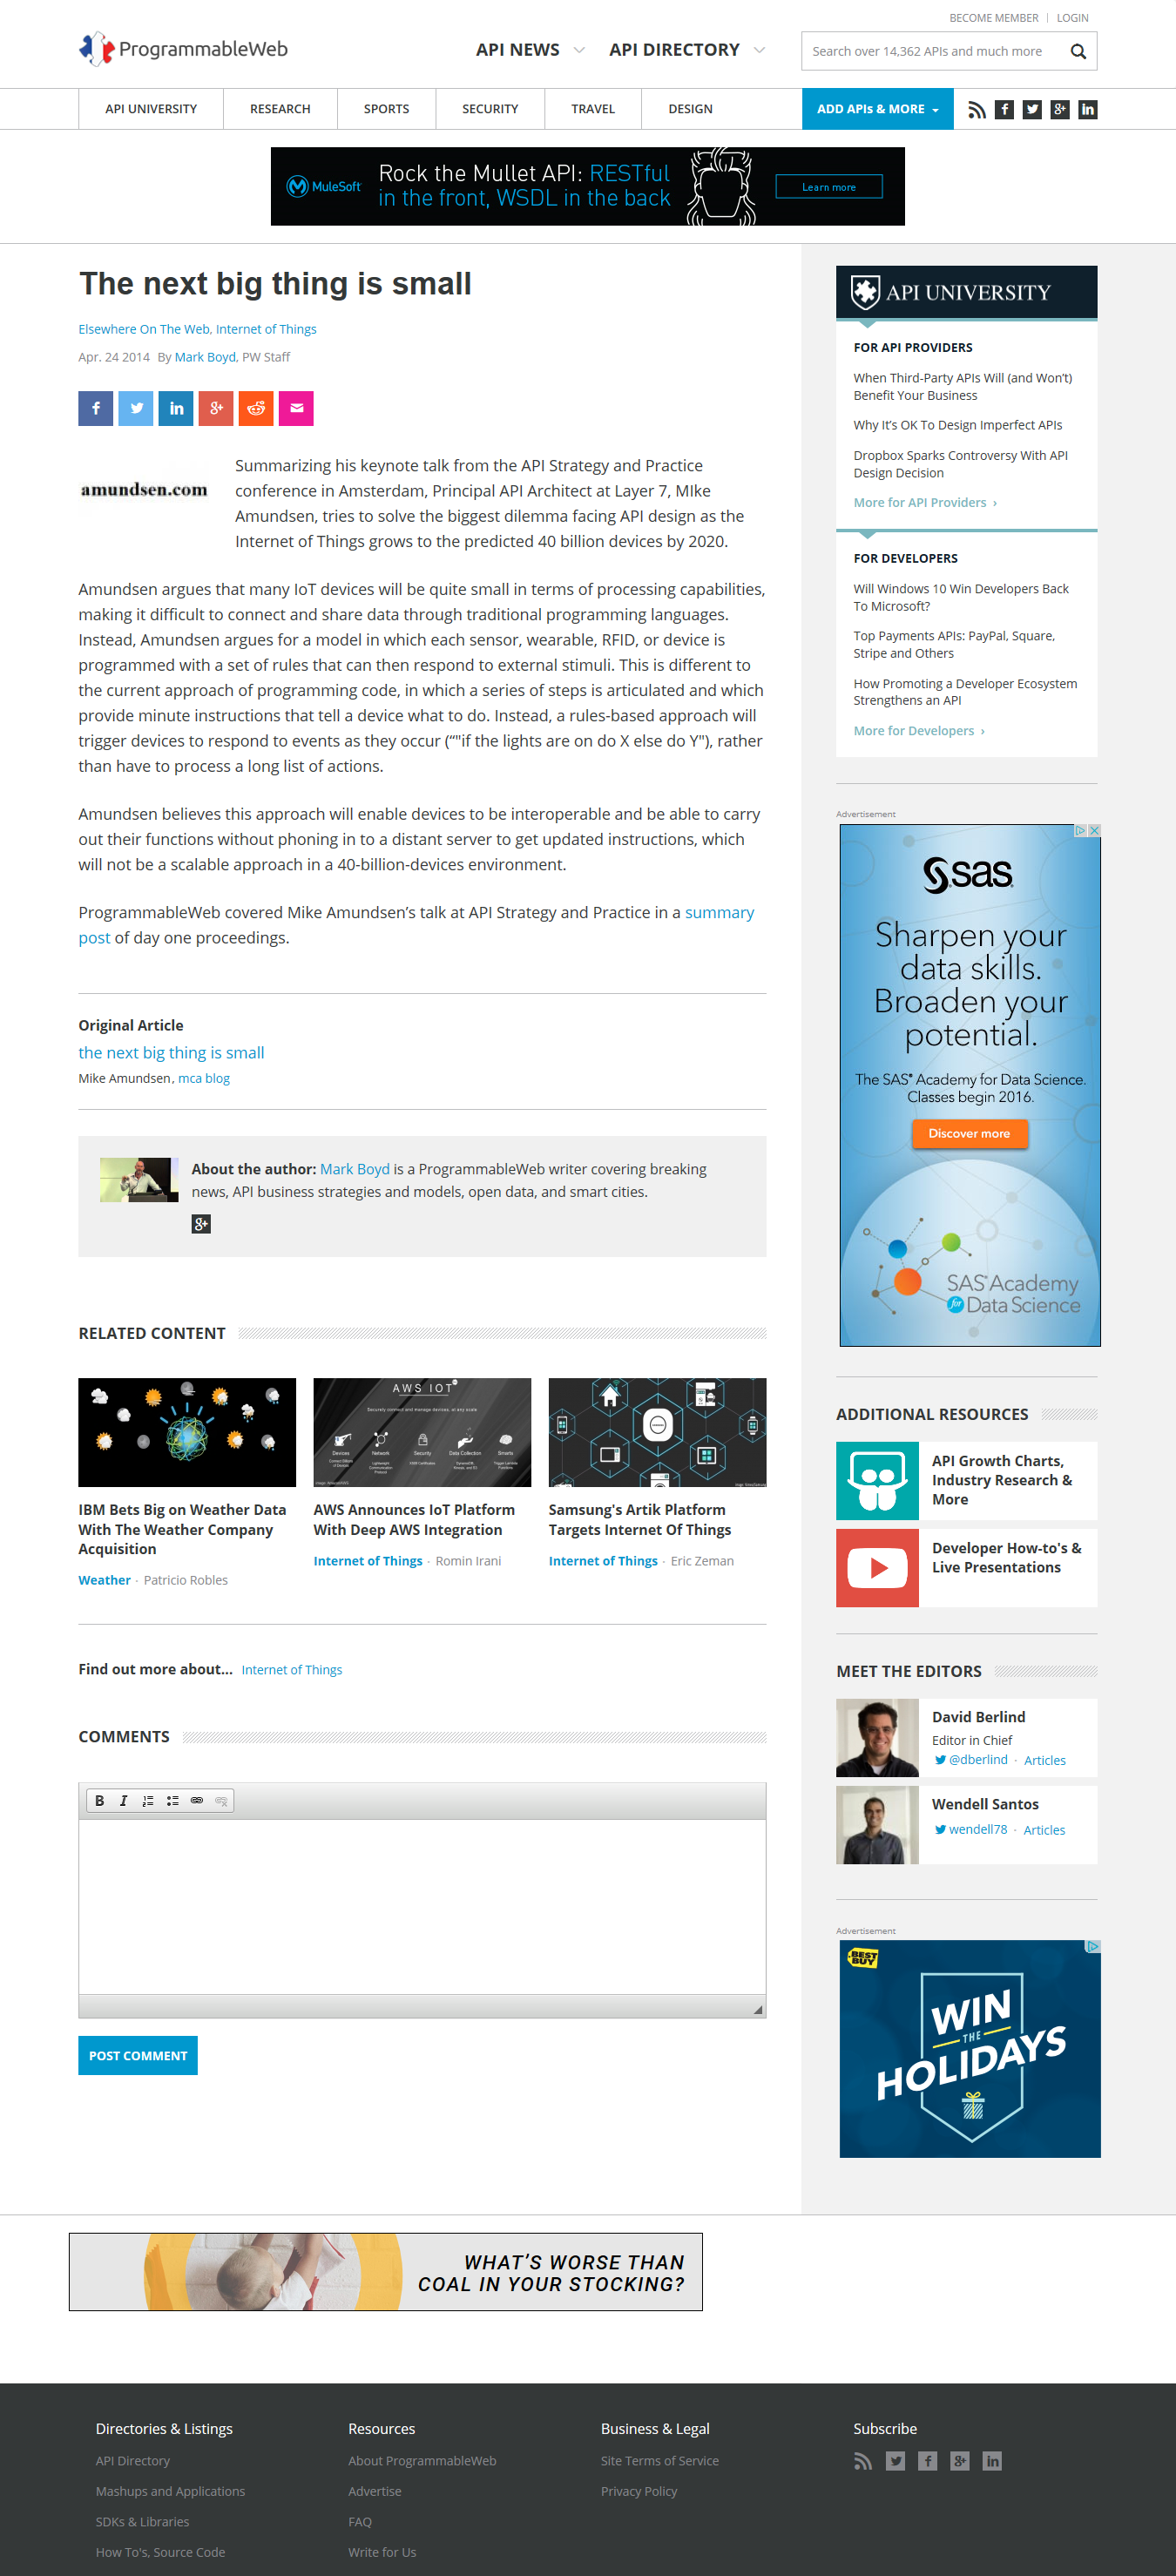 BECOME MEMBER | LOGIN
ProgrammableWeb
API NEWS
API DIRECTORY
Search over 14,362 APIs and much more
API UNIVERSITY
RESEARCH
SPORTS
SECURITY
TRAVEL
DESIGN
ADD APIs & MORE
MuleSoft
Rock the Mullet API: RESTful
in the front, WSDL in the back
Learn more
The next big thing is small
Elsewhere On The Web, Internet of Things
Apr. 24 2014 By Mark Boyd, PW Staff
amundsen.com
Summarizing his keynote talk from the API Strategy and Practice
conference in Amsterdam, Principal API Architect at Layer 7, MIke
Amundsen, tries to solve the biggest dilemma facing API design as the
Internet of Things grows to the predicted 40 billion devices by 2020.
Amundsen argues that many IoT devices will be quite small in terms of processing capabilities,
making it difficult to connect and share data through traditional programming languages.
Instead, Amundsen argues for a model in which each sensor, wearable, RFID, or device is
programmed with a set of rules that can then respond to external stimuli. This is different to
the current approach of programming code, in which a series of steps is articulated and which
provide minute instructions that tell a device what to do. Instead, a rules-based approach will
trigger devices to respond to events as they occur (“"if the lights are on do X else do Y"), rather
than have to process a long list of actions.
Amundsen believes this approach will enable devices to be interoperable and be able to carry
out their functions without phoning in to a distant server to get updated instructions, which
will not be a scalable approach in a 40-billion-devices environment.
ProgrammableWeb covered Mike Amundsen’s talk at API Strategy and Practice in a summary
post of day one proceedings.
Original Article
the next big thing is small
Mike Amundsen, mca blog
About the author: Mark Boyd is a ProgrammableWeb writer covering breaking
news, API business strategies and models, open data, and smart cities.
RELATED CONTENT
AWS IOT
Securely connect and manage devices, at any scale
Devices
Network
Security
Data Collection
Smarts
IBM Bets Big on Weather Data
With The Weather Company
Acquisition
Weather · Patricio Robles
AWS Announces IoT Platform
With Deep AWS Integration
Internet of Things · Romin Irani
Samsung's Artik Platform
Targets Internet Of Things
Internet of Things · Eric Zeman
Find out more about... Internet of Things
COMMENTS
B I
POST COMMENT
API UNIVERSITY
FOR API PROVIDERS
When Third-Party APIs Will (and Won’t)
Benefit Your Business
Why It’s OK To Design Imperfect APIs
Dropbox Sparks Controversy With API
Design Decision
More for API Providers ›
FOR DEVELOPERS
Will Windows 10 Win Developers Back
To Microsoft?
Top Payments APIs: PayPal, Square,
Stripe and Others
How Promoting a Developer Ecosystem
Strengthens an API
More for Developers ›
Advertisement
sas
Sharpen your
data skills.
Broaden your
potential.
The SAS® Academy for Data Science.
Classes begin 2016.
Discover more
SAS® Academy
for Data Science
ADDITIONAL RESOURCES
API Growth Charts,
Industry Research &
More
Developer How-to's &
Live Presentations
MEET THE EDITORS
David Berlind
Editor in Chief
@dberlind · Articles
Wendell Santos
wendell78 · Articles
Advertisement
BEST BUY
WIN
THE
HOLIDAYS
WHAT’S WORSE THAN
COAL IN YOUR STOCKING?
Directories & Listings
API Directory
Mashups and Applications
SDKs & Libraries
How To's, Source Code
Resources
About ProgrammableWeb
Advertise
FAQ
Write for Us
Business & Legal
Site Terms of Service
Privacy Policy
Subscribe